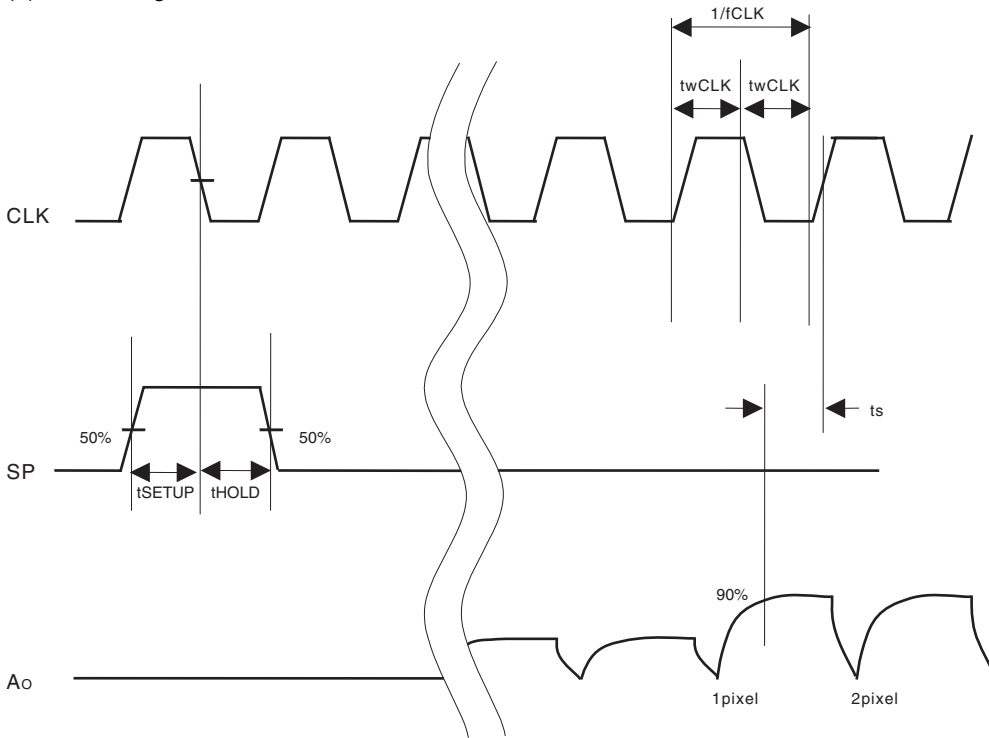 1/fCLK
twCLK twCLK
CLK
ts
50% 50%
SP
tSETUP tHOLD
90%
Ao
1pixel 2pixel